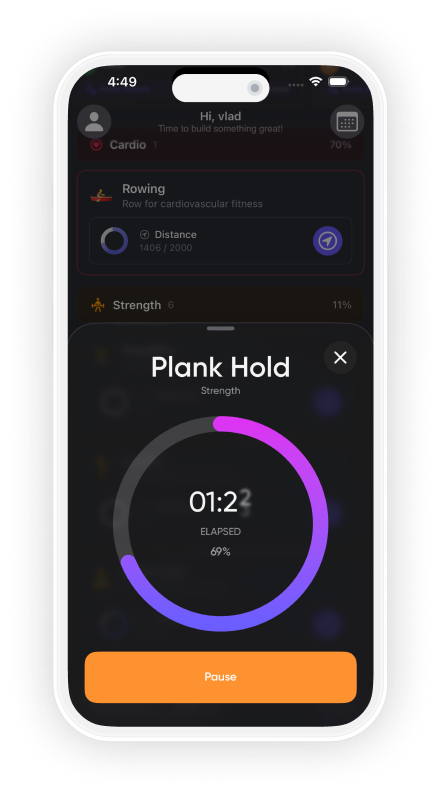 4:49
Hi, vlad
Time to build something great!
Cardio 1 70%
Rowing
Row for cardiovascular fitness
Distance
1406 / 2000
Strength 6 11%
Plank Hold
Strength
01:2
ELAPSED
69%
Pause